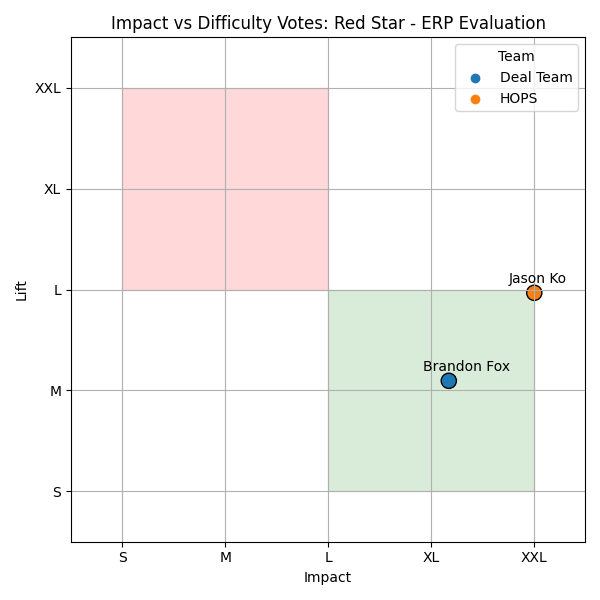 Impact vs Difficulty Votes: Red Star - ERP Evaluation
Team
Deal Team
HOPS
XXL
XL
L
M
S
Lift
Jason Ko
Brandon Fox
S
M
L
XL
XXL
Impact